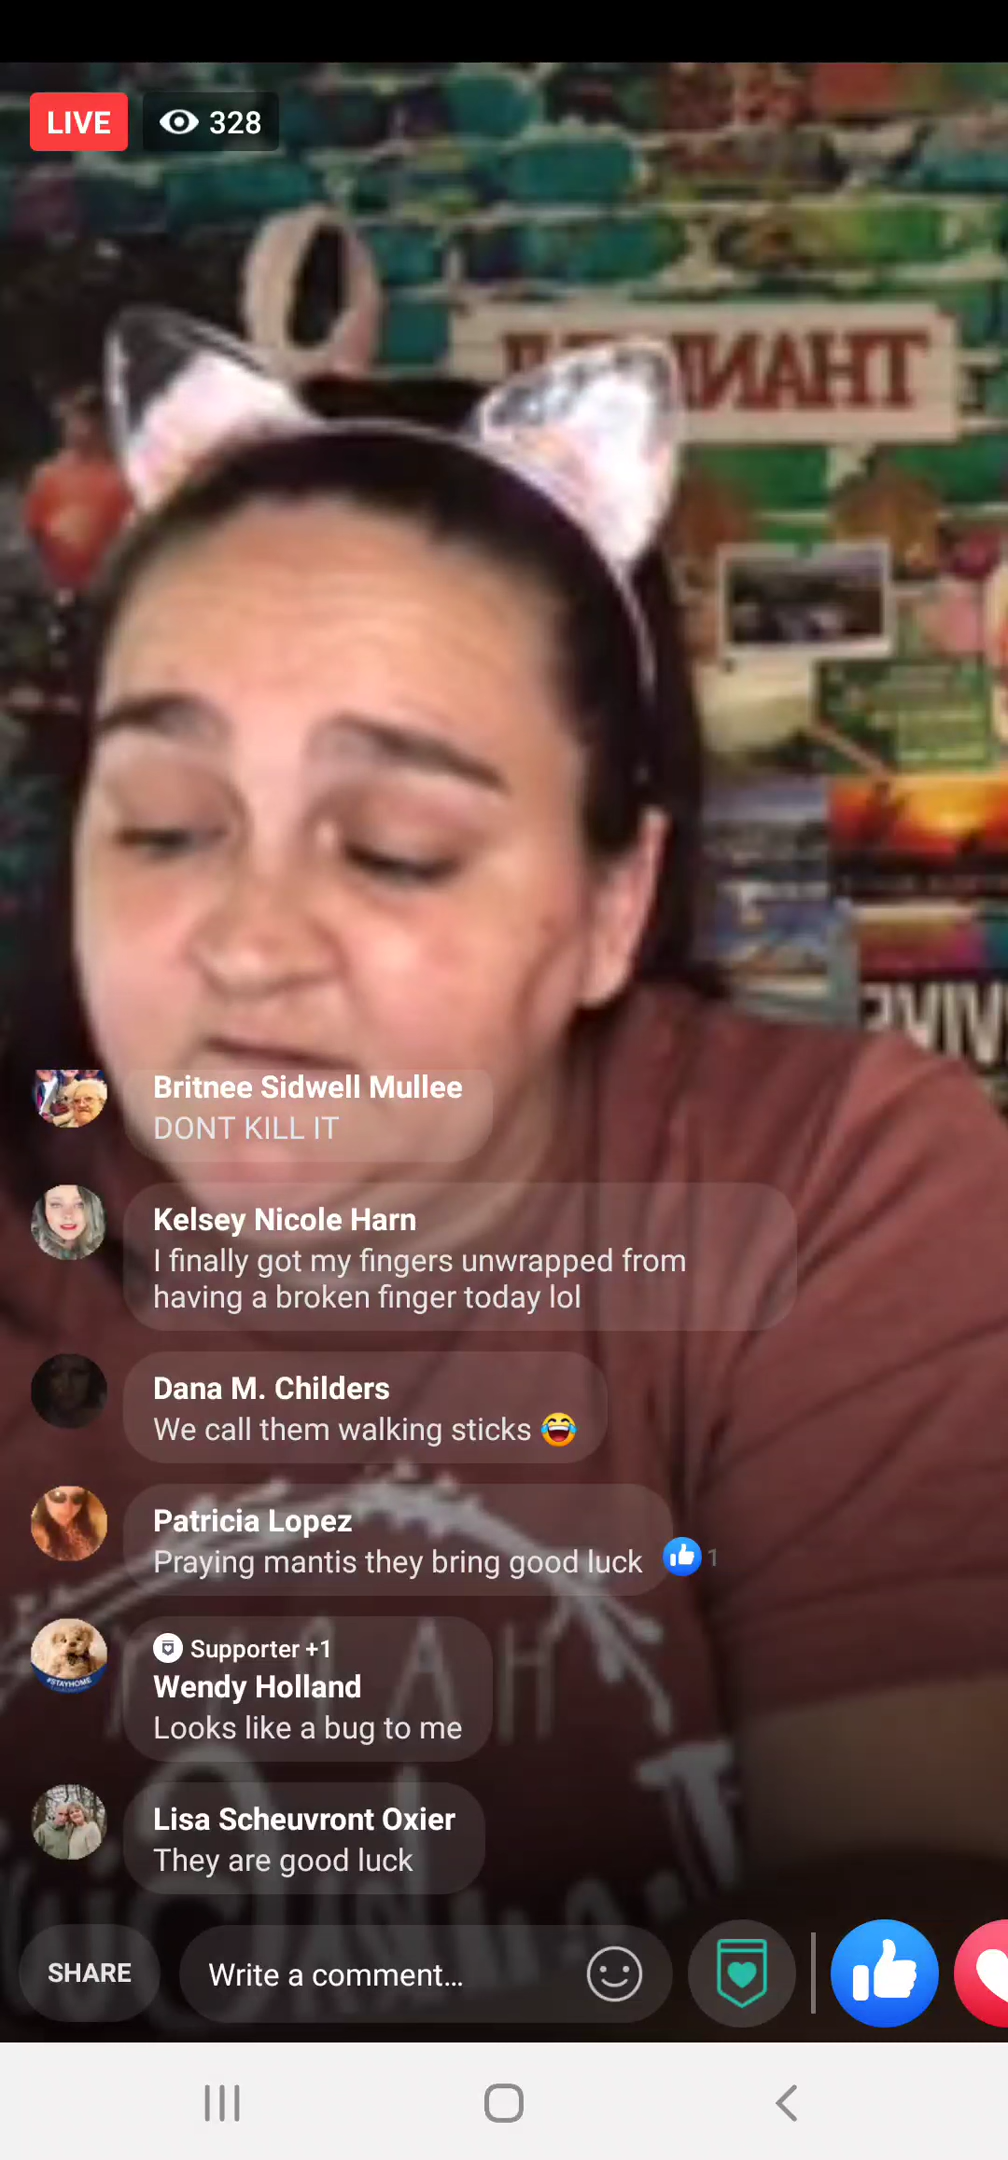 LIVE 328
THAN
Britnee Sidwell Mullee
DONT KILL IT
Kelsey Nicole Harn
I finally got my fingers unwrapped from
having a broken finger today lol
Dana M. Childers
We call them walking sticks 😂
Patricia Lopez
Praying mantis they bring good luck 1
Supporter +1
Wendy Holland
Looks like a bug to me
#STAYHOME
Lisa Scheuvront Oxier
They are good luck
SHARE
Write a comment...